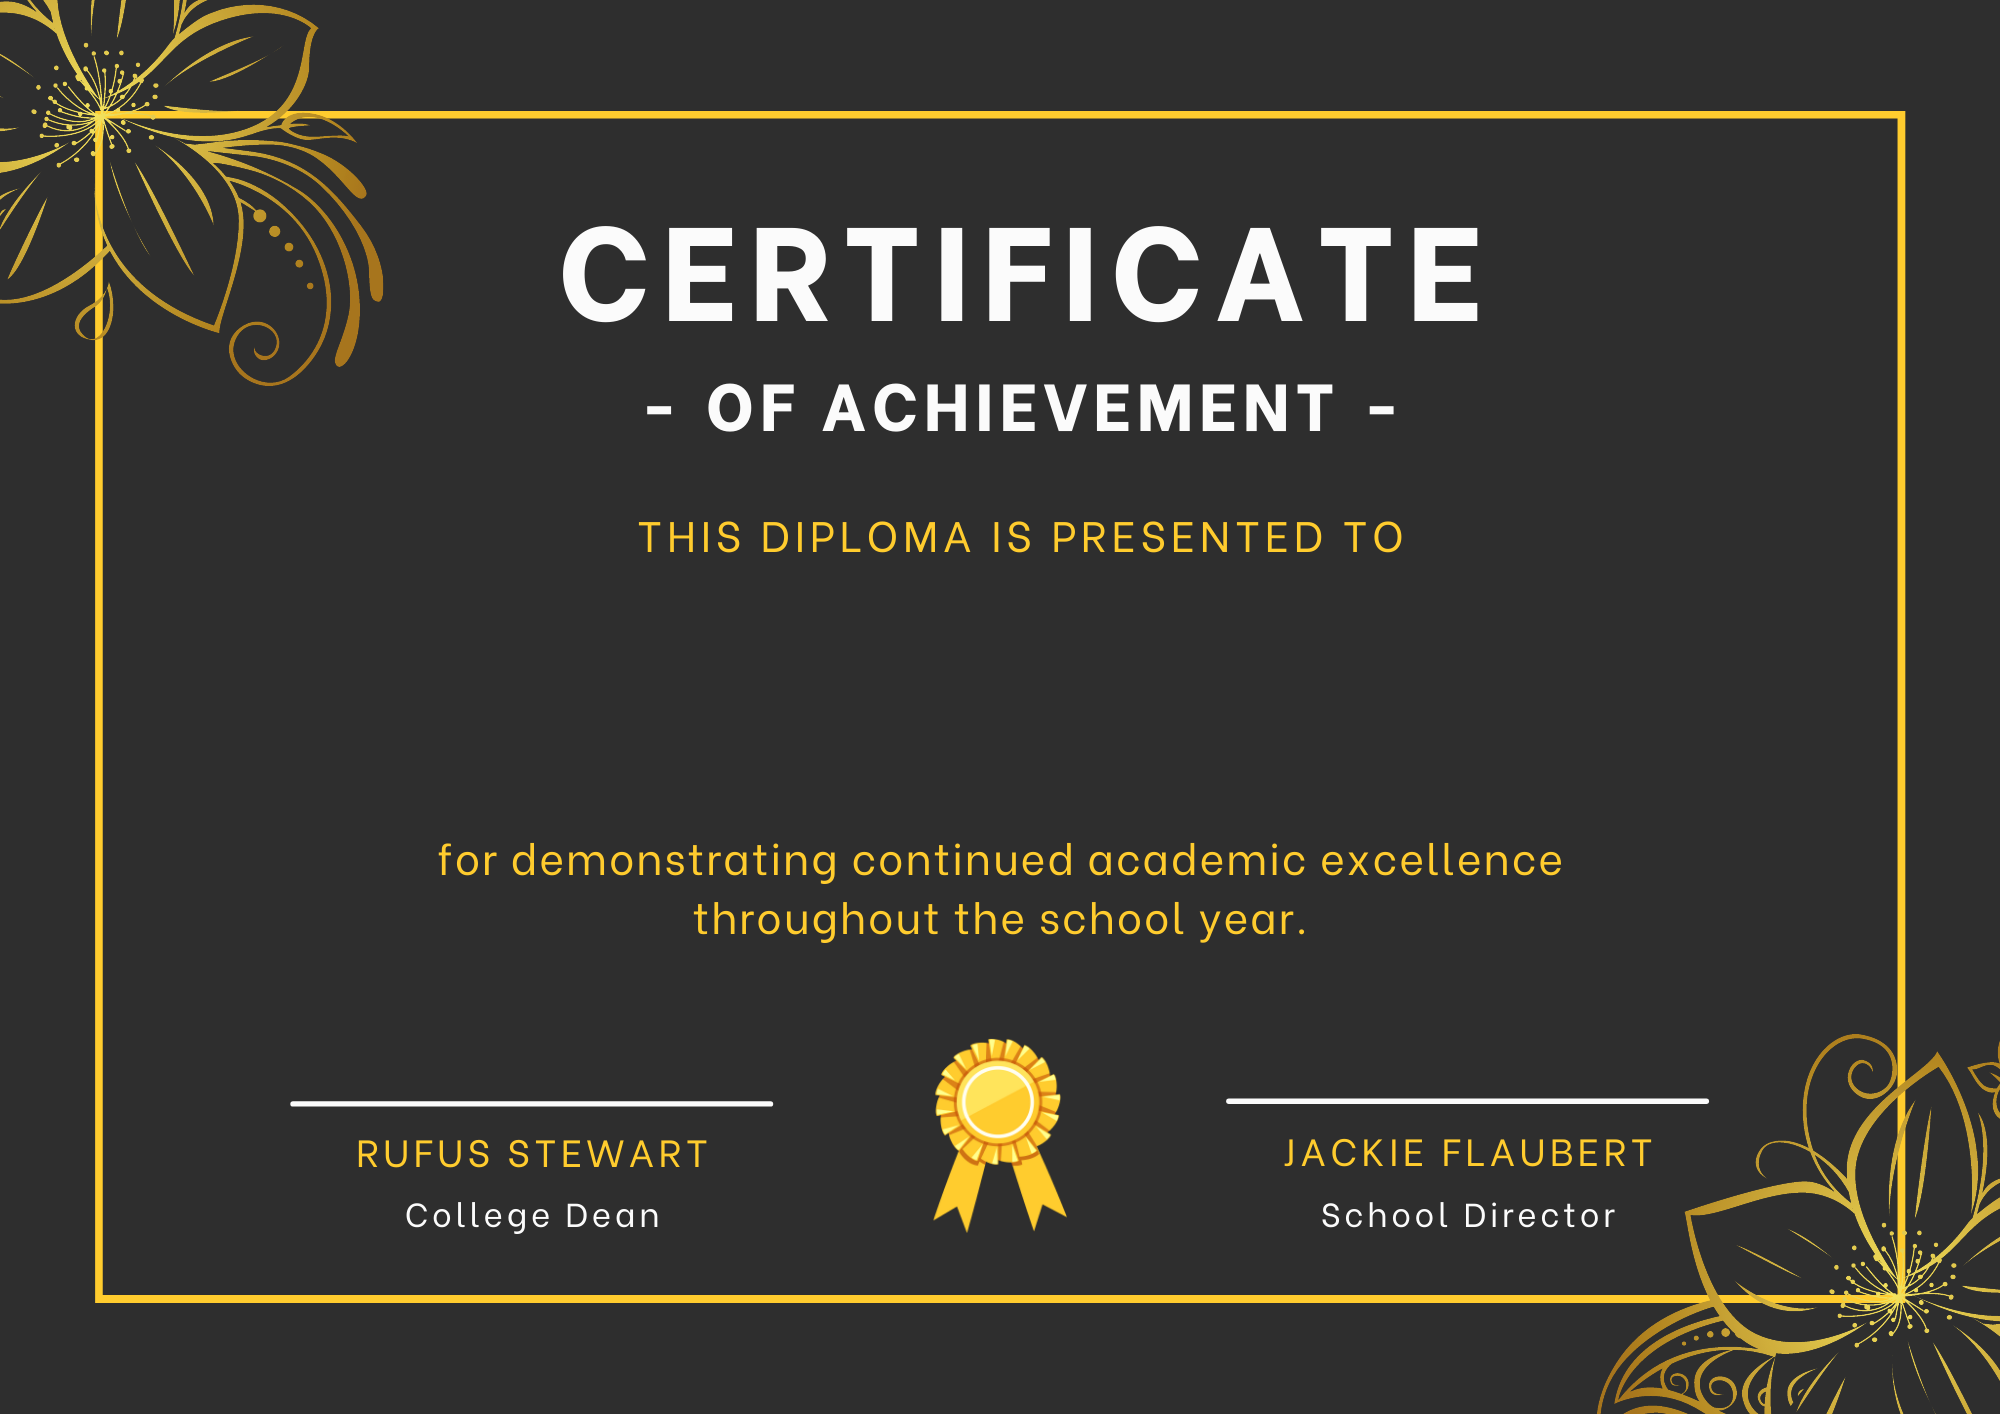 CERTIFICATE
- OF ACHIEVEMENT -
THIS DIPLOMA IS PRESENTED TO
for demonstrating continued academic excellence
throughout the school year.
RUFUS STEWART
College Dean
JACKIE FLAUBERT
School Director